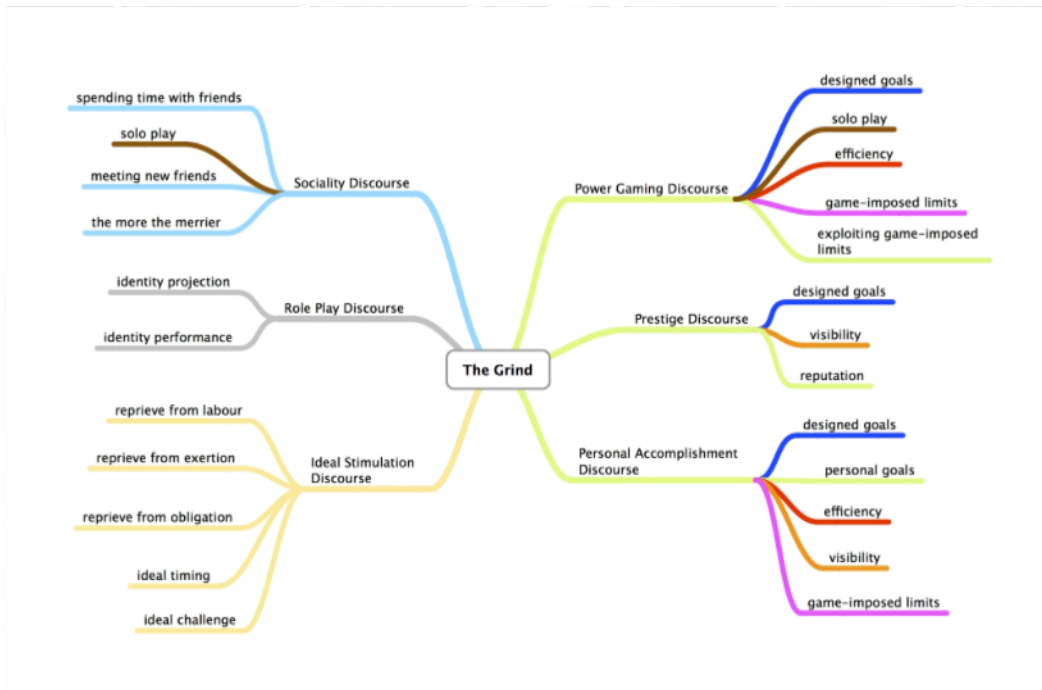 spending time with friends
solo play
meeting new friends
the more the merrier
Sociality Discourse
identity projection
identity performance
Role Play Discourse
reprieve from labour
reprieve from exertion
reprieve from obligation
ideal timing
ideal challenge
Ideal Stimulation
Discourse
The Grind
Power Gaming Discourse
designed goals
solo play
efficiency
game-imposed limits
exploiting game-imposed
limits
Prestige Discourse
designed goals
visibility
reputation
Personal Accomplishment
Discourse
designed goals
personal goals
efficiency
visibility
game-imposed limits